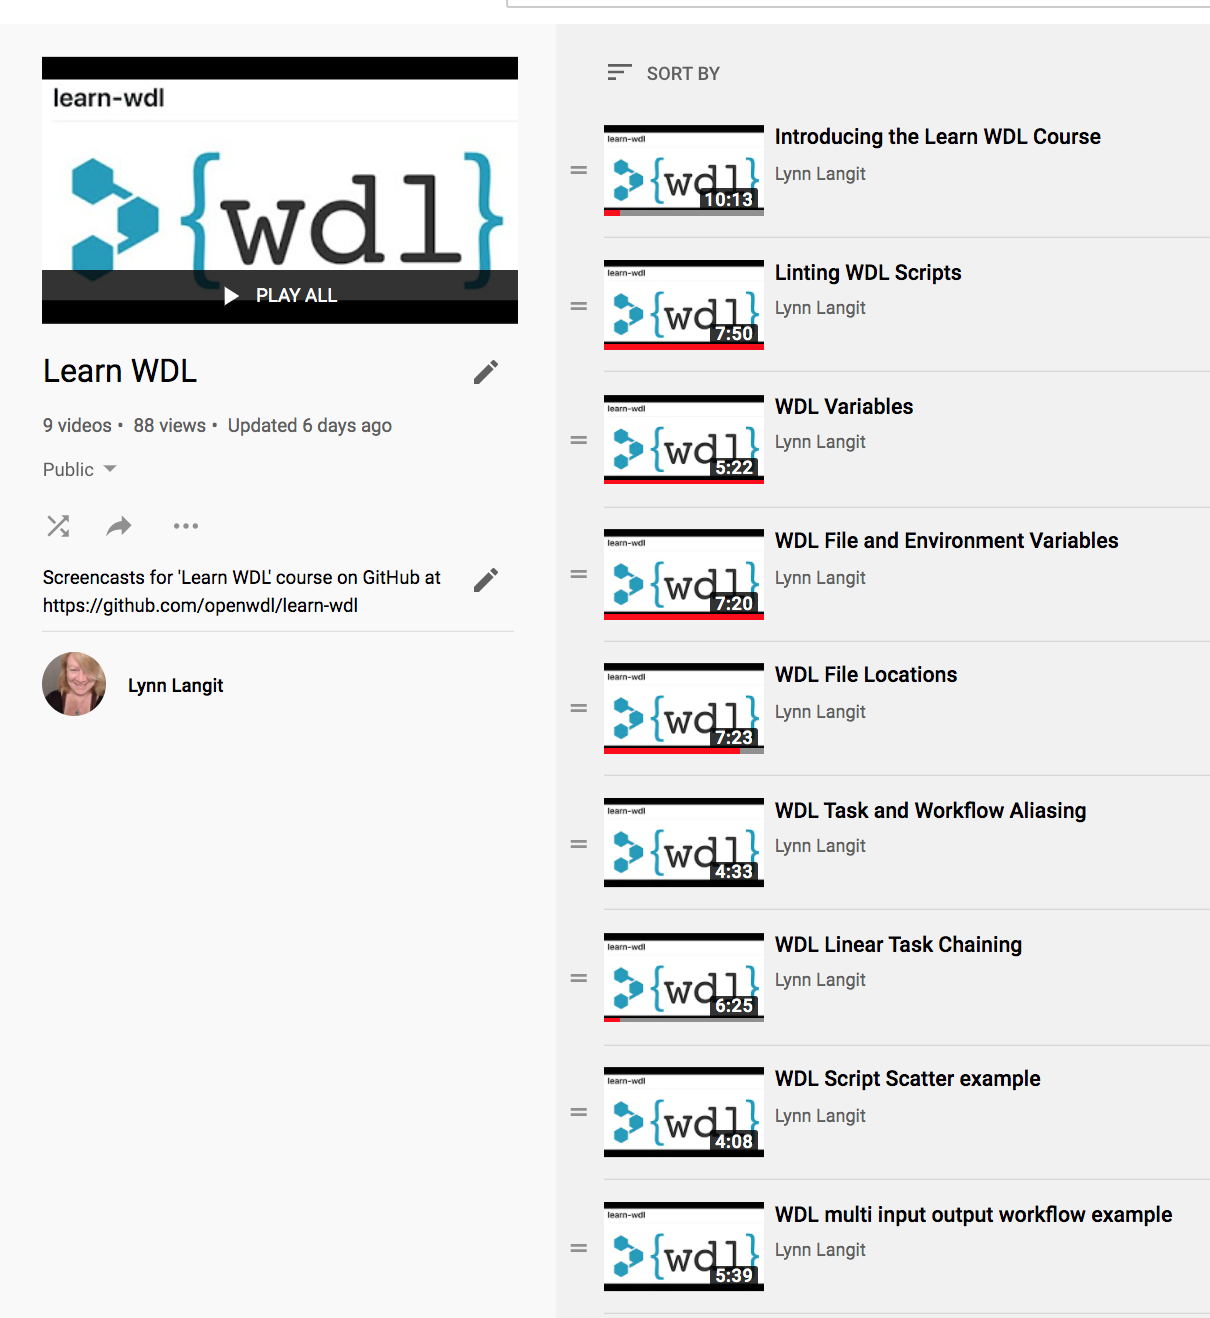 learn-wdl
{wdl}
PLAY ALL
Learn WDL
9 videos • 88 views • Updated 6 days ago
Public
Screencasts for 'Learn WDL' course on GitHub at
https://github.com/openwdl/learn-wdl
Lynn Langit
SORT BY
learn-wdl
{wdl}
10:13
Introducing the Learn WDL Course
Lynn Langit
learn-wdl
{wdl}
7:50
Linting WDL Scripts
Lynn Langit
learn-wdl
{wdl}
5:22
WDL Variables
Lynn Langit
learn-wdl
{wdl}
7:20
WDL File and Environment Variables
Lynn Langit
learn-wdl
{wdl}
7:23
WDL File Locations
Lynn Langit
learn-wdl
{wdl}
4:33
WDL Task and Workflow Aliasing
Lynn Langit
learn-wdl
{wdl}
6:25
WDL Linear Task Chaining
Lynn Langit
learn-wdl
{wdl}
4:08
WDL Script Scatter example
Lynn Langit
learn-wdl
{wdl}
5:39
WDL multi input output workflow example
Lynn Langit